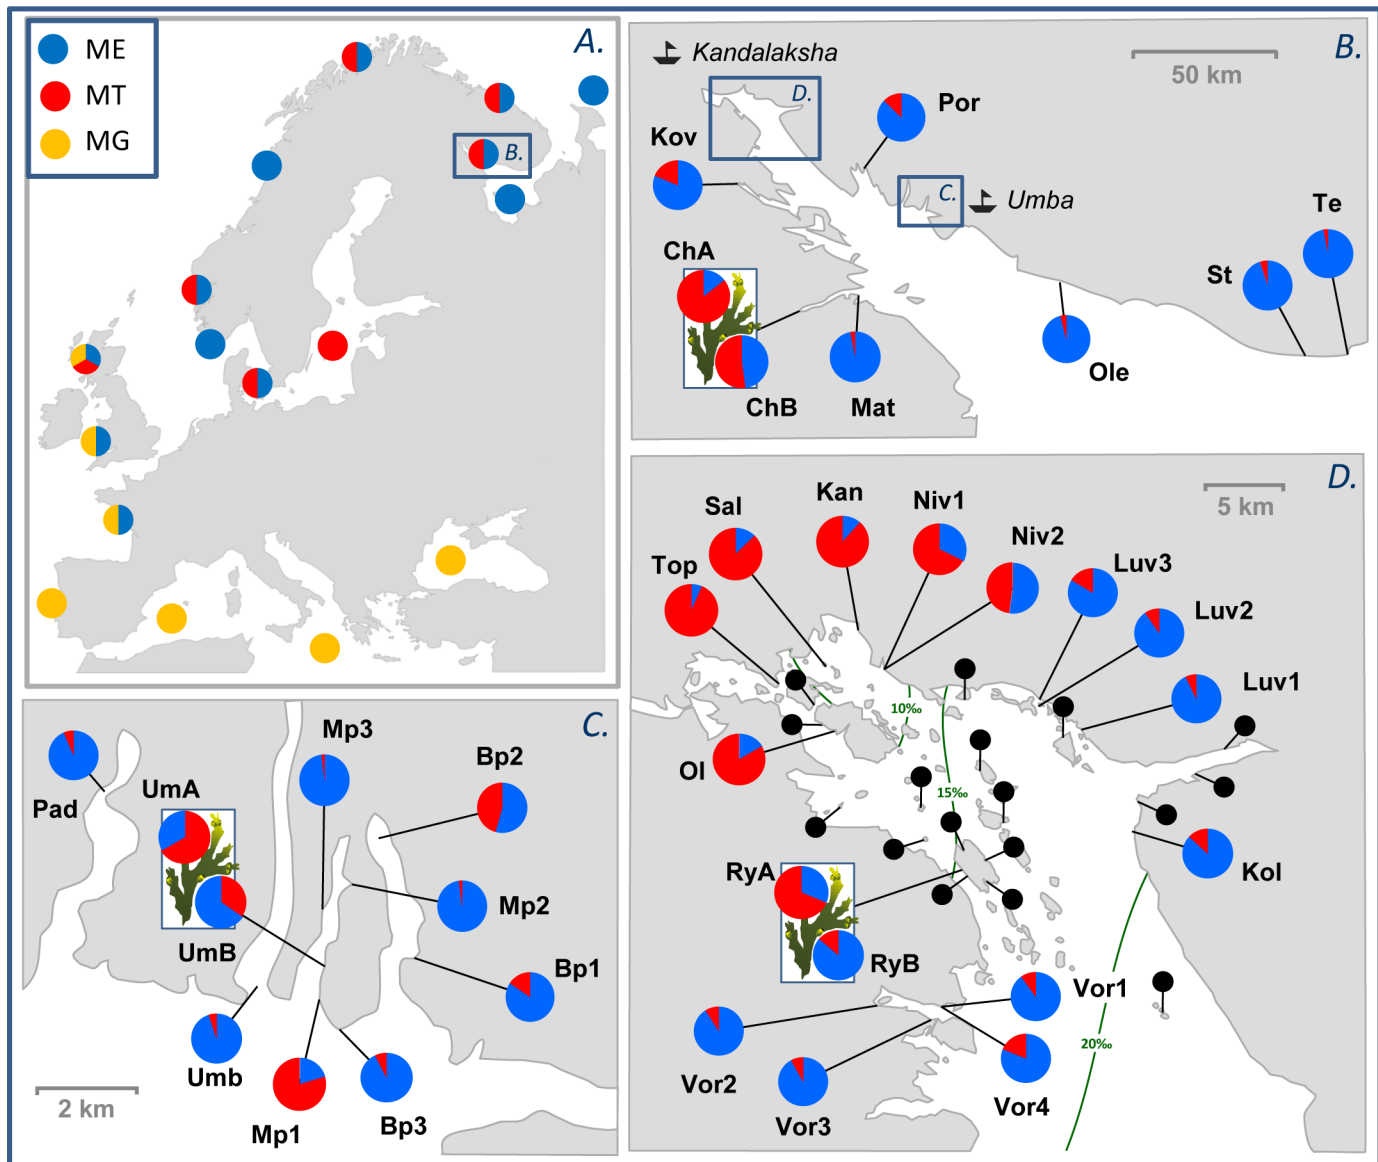 ME
MT
MG
A.
B.
B.
50 km
Kandalaksha
D.
Kov
Por
C.
Umba
Te
St
ChA
ChB
Mat
Ole
C.
Pad
UmA
UmB
Mp3
Bp2
Mp2
Bp1
Umb
Mp1
Bp3
2 km
D.
5 km
Sal
Kan
Niv1
Niv2
Top
Luv3
Luv2
Luv1
Ol
10‰
15‰
RyA
RyB
Kol
Vor1
Vor2
Vor3
Vor4
20‰